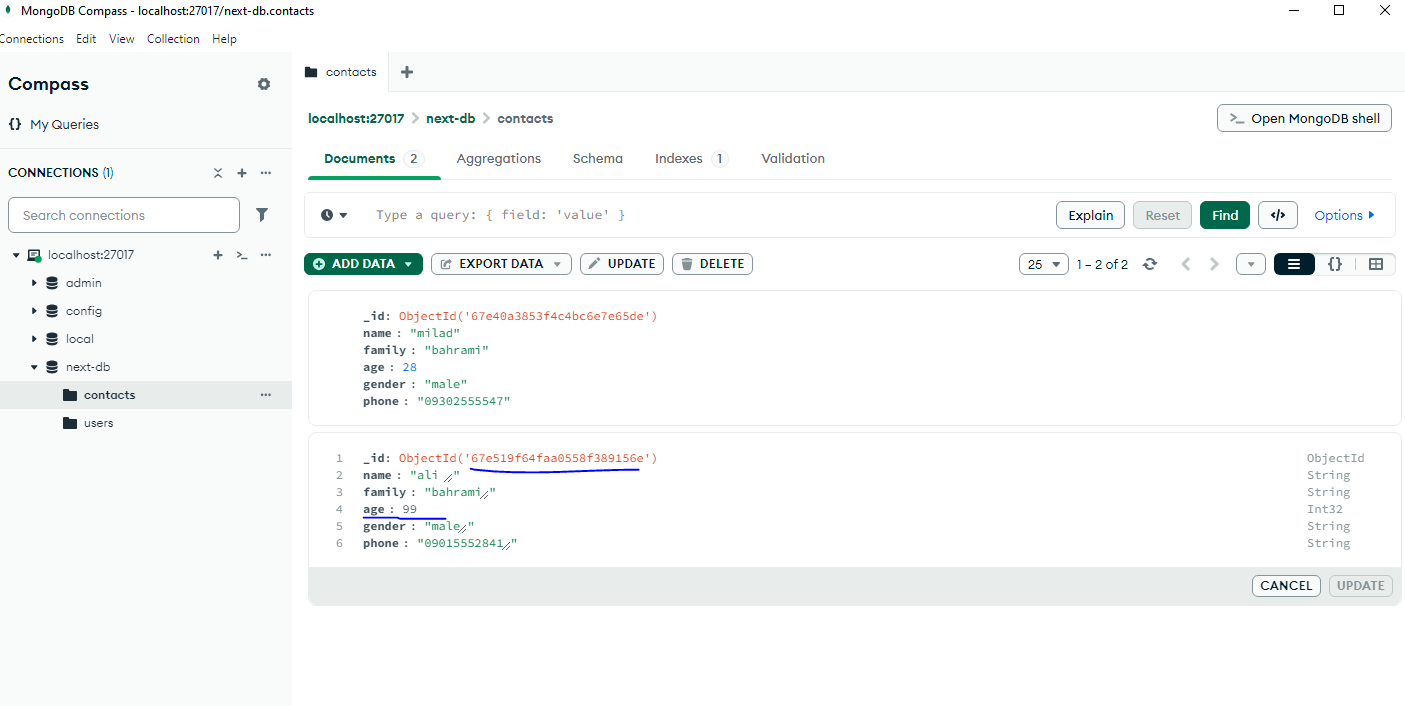 MongoDB Compass - localhost:27017/next-db.contacts
Connections Edit View Collection Help
Compass
{} My Queries
CONNECTIONS (1)
Search connections
localhost:27017
admin
config
local
next-db
contacts
users
contacts
localhost:27017 > next-db > contacts
>_ Open MongoDB shell
Documents 2 Aggregations Schema Indexes 1 Validation
Type a query: { field: 'value' }
Explain Reset Find </> Options
ADD DATA EXPORT DATA UPDATE DELETE
25 1 – 2 of 2 {}
_id: ObjectId('67e40a3853f4c4bc6e7e65de')
name : "milad"
family : "bahrami"
age : 28
gender : "male"
phone : "09302555547"
1 _id: ObjectId('67e519f64faa0558f389156e') ObjectId
2 name : "ali " String
3 family : "bahrami" String
4 age : 99 Int32
5 gender : "male" String
6 phone : "09015552841" String
CANCEL UPDATE